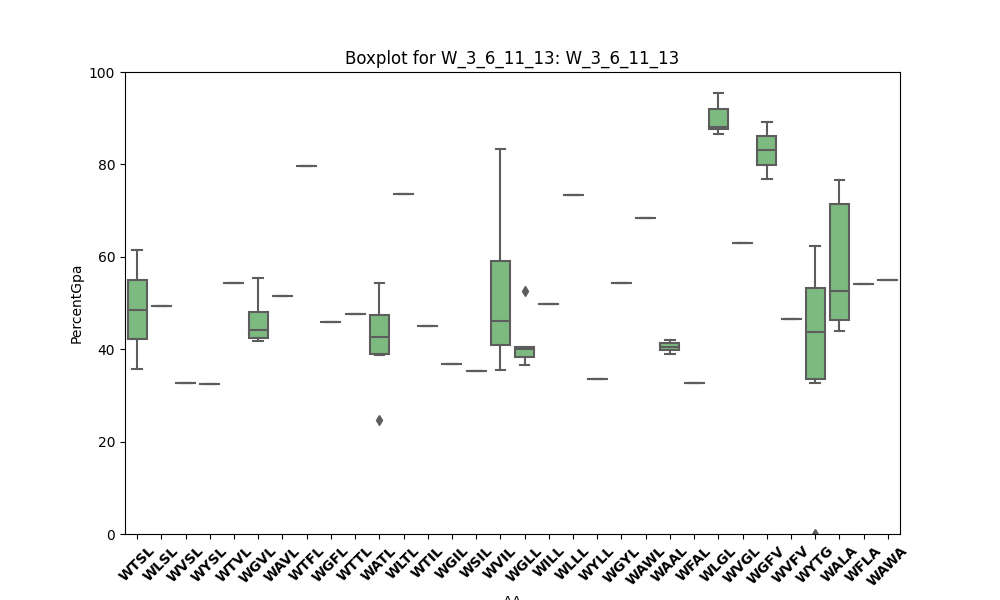 Boxplot for W_3_6_11_13: W_3_6_11_13
PercentGpa
100
80
60
40
20
0
WTSL
WLSL
WVSL
WYSL
WTVL
WGVL
WAVL
WTFL
WGFL
WTTL
WATL
WLTL
WTIL
WGIL
WSIL
WVIL
WGLL
WILL
WLLL
WYLL
WGYL
WAWL
WAAL
WFAL
WLGL
WVGL
WGFV
WVFV
WYTG
WALA
WFLA
WAWA
AA